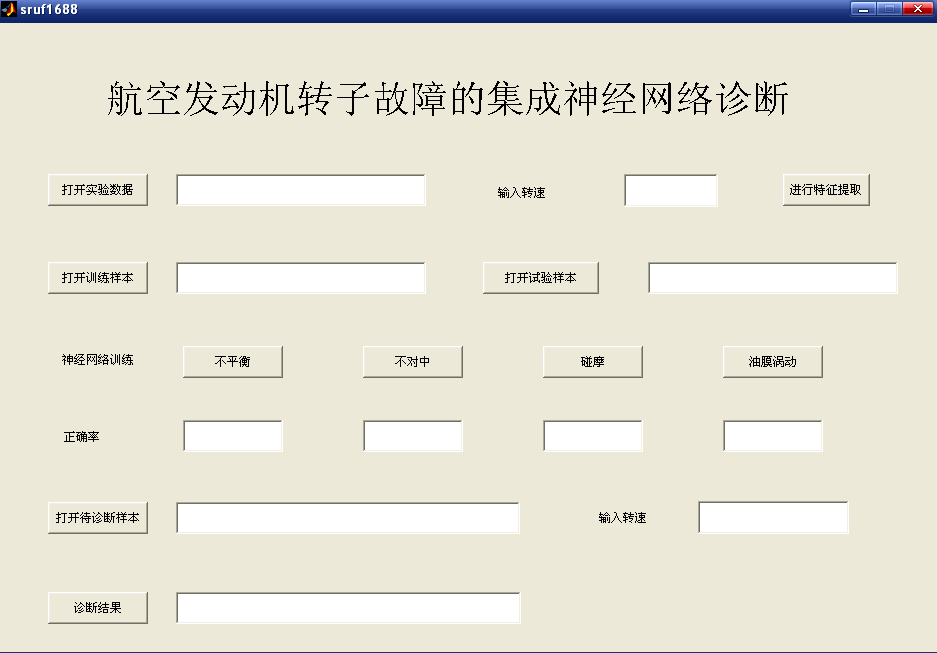 sruf1688
航空发动机转子故障的集成神经网络诊断
打开实验数据 输入转速 进行特征提取
打开训练样本 打开试验样本
神经网络训练 不平衡 不对中 碰摩 油膜涡动
正确率
打开待诊断样本 输入转速
诊断结果